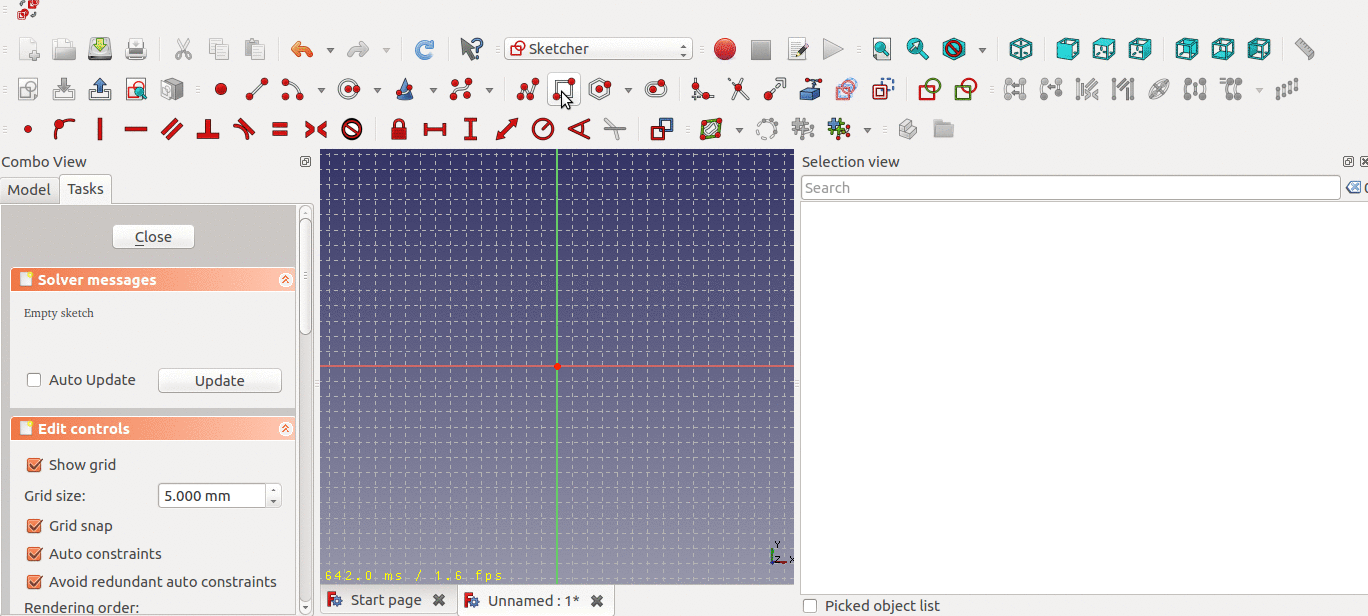 Sketcher
Combo View
Model
Tasks
Close
Solver messages
Empty sketch
Auto Update
Update
Edit controls
Show grid
Grid size:
5.000 mm
Grid snap
Auto constraints
Avoid redundant auto constraints
Rendering order:
642.0 ms / 1.6 fps
Y
Z
X
Start page
Unnamed : 1*
Selection view
Search
0
Picked object list